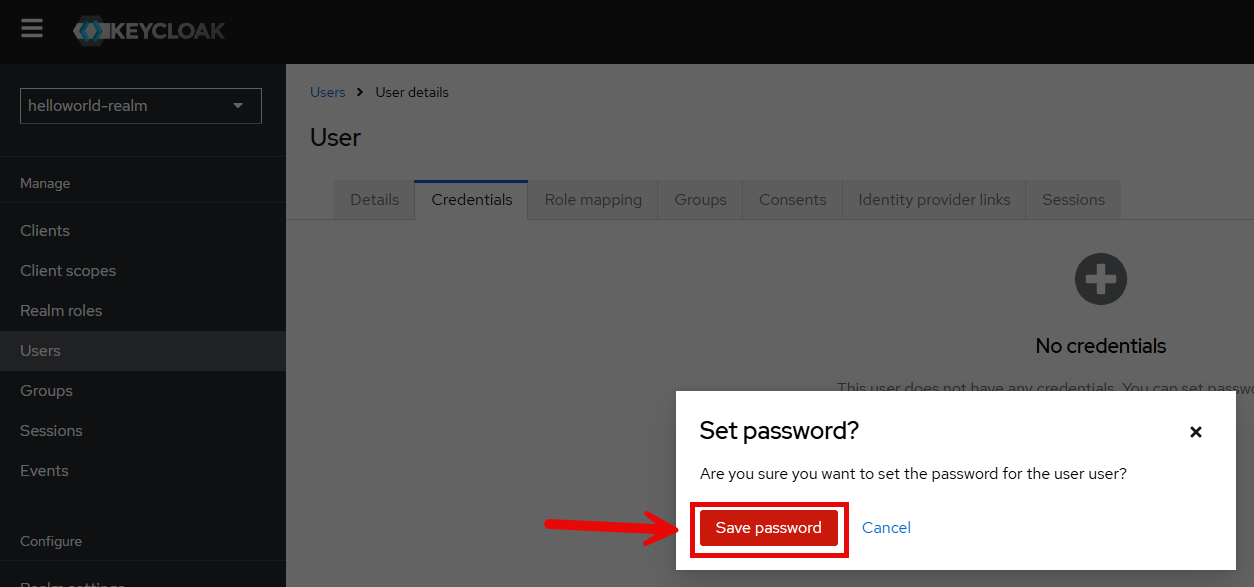 KEYCLOAK
helloworld-realm
Manage
Clients
Client scopes
Realm roles
Users
Groups
Sessions
Events
Configure
Realm settings
Users > User details
User
Details Credentials Role mapping Groups Consents Identity provider links Sessions
No credentials
This user does not have any credentials. You can set
Set password?
Are you sure you want to set the password for the user user?
Save password Cancel